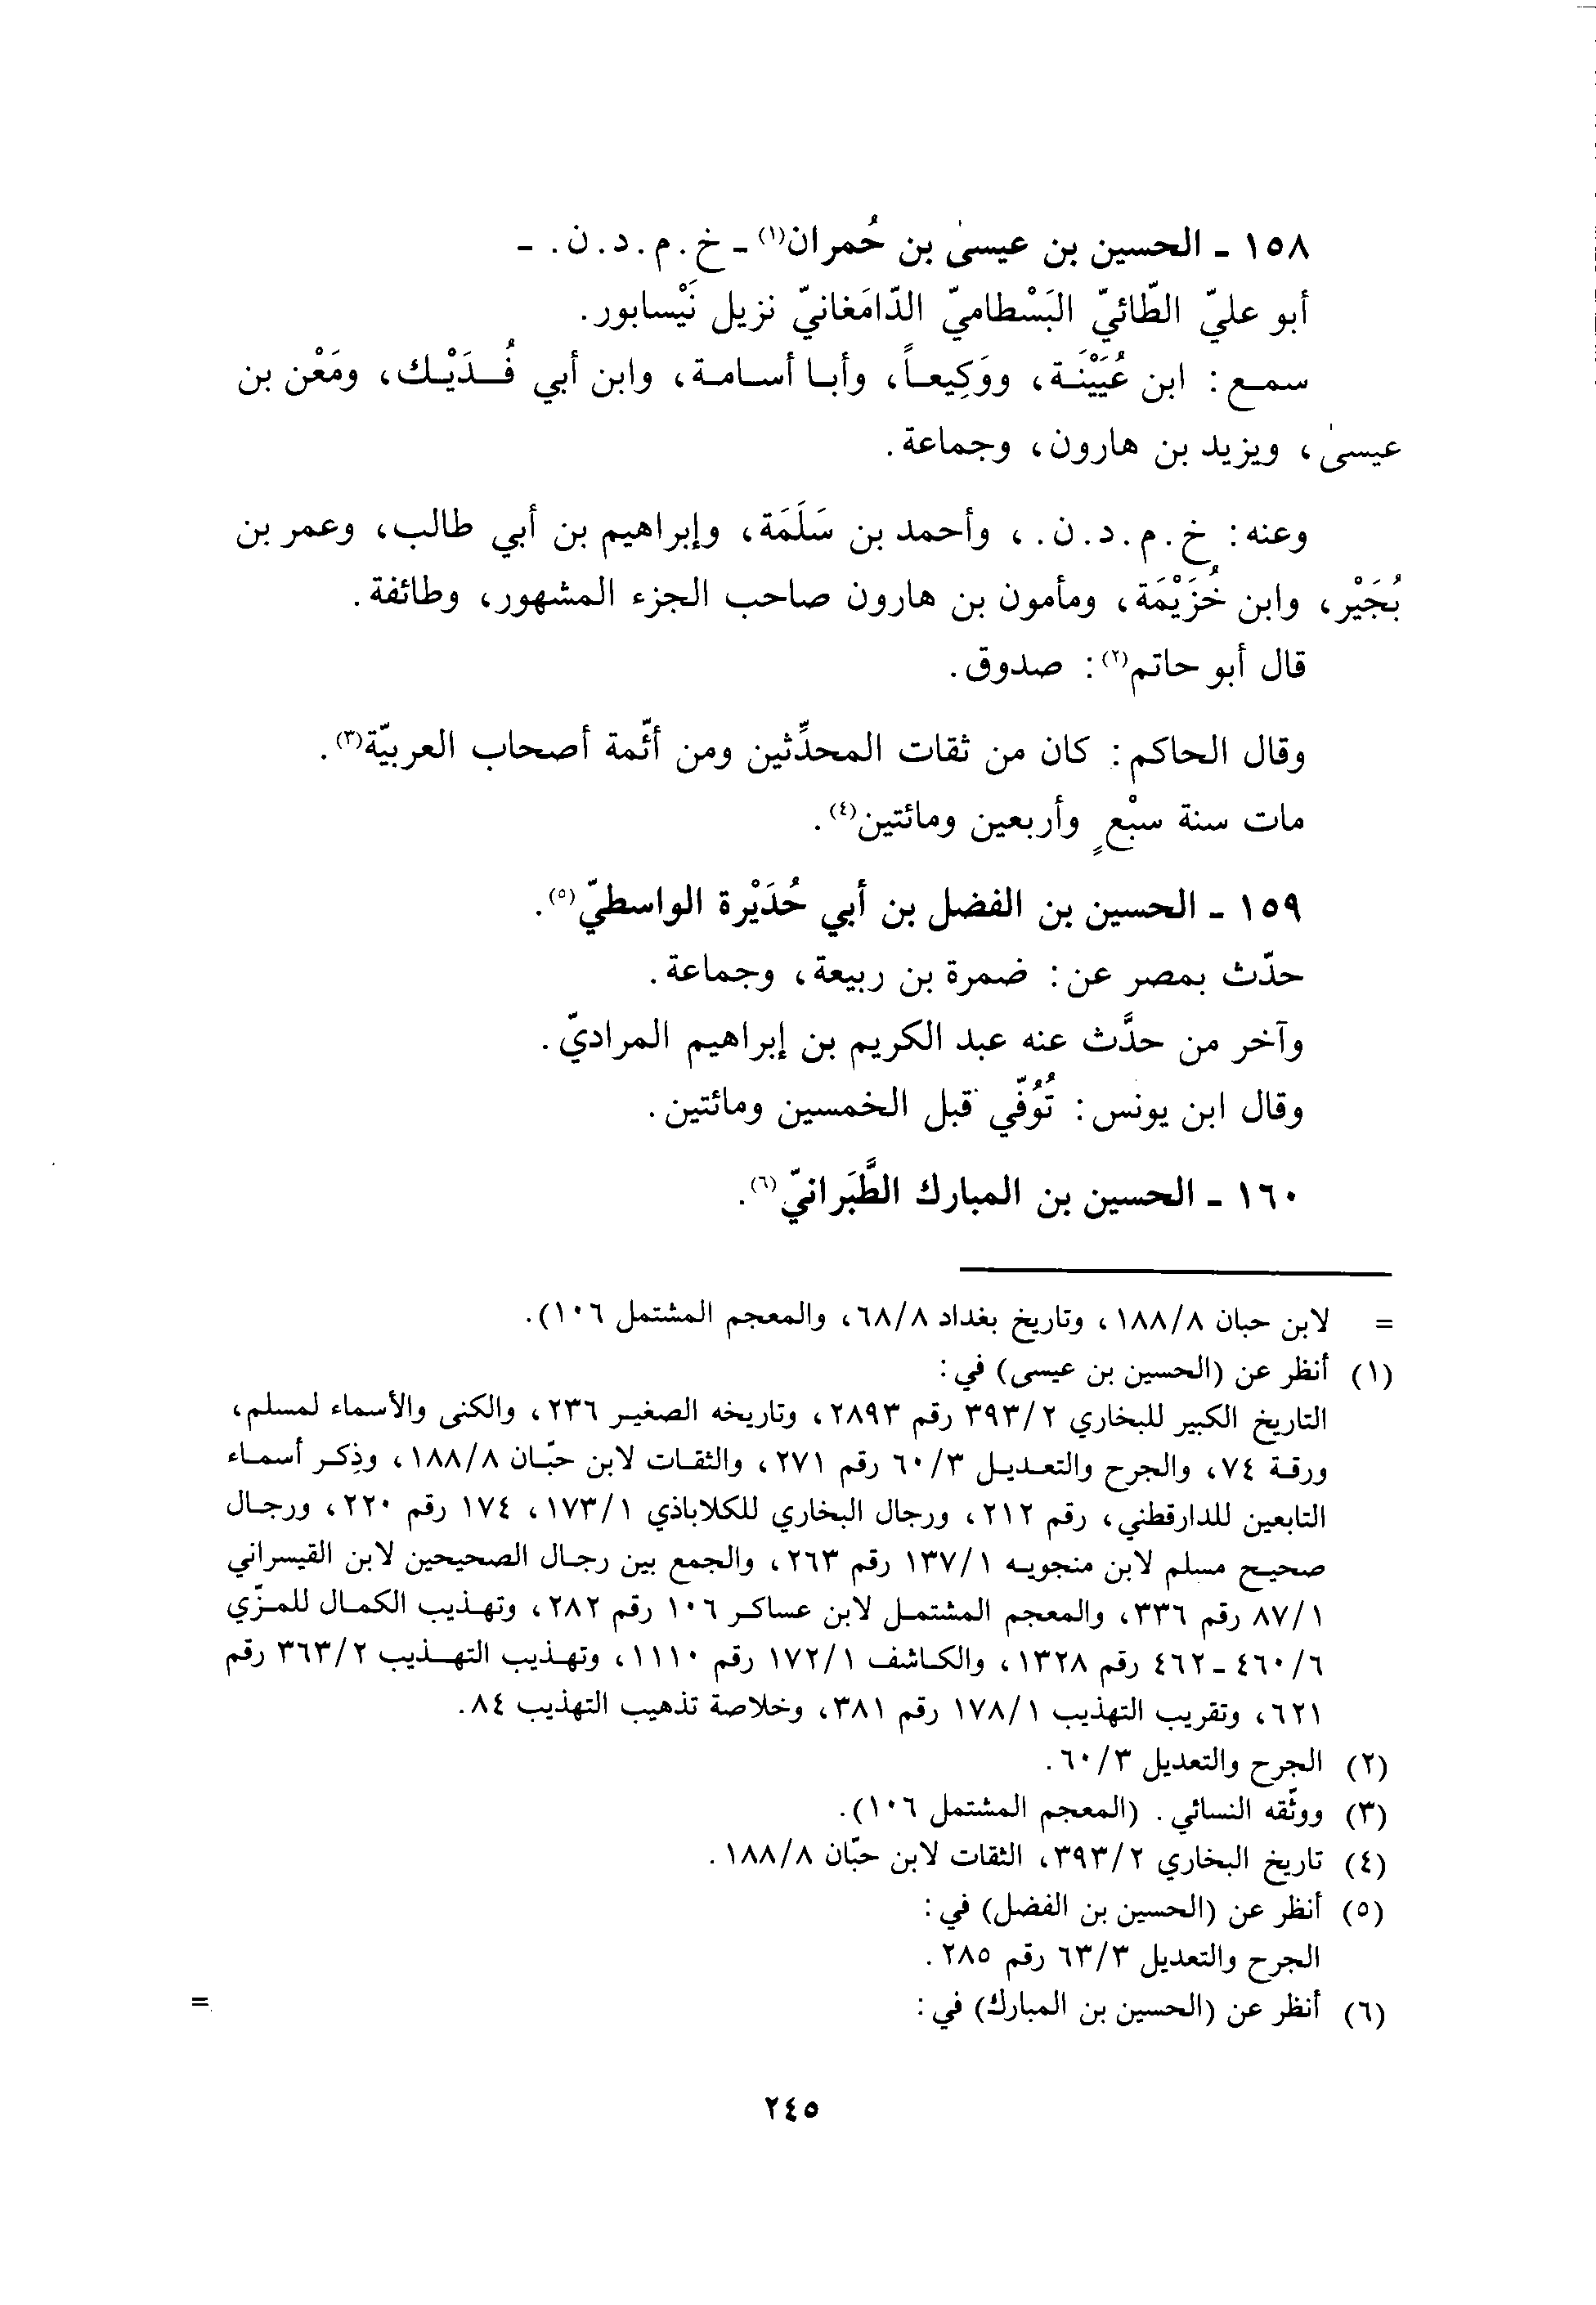 ١٥٨ - الحسين بن عيسىٰ بن حُمران(١) - خ . م . د . ن . -
أبو عليّ الطّائيّ البَسْطاميّ الدّامَغانيّ نزيل نَيْسابور.
سمع : ابن عُيَيْنَة، ووَكِيعاً، وأبا أسامة، وابن أبي فُدَيْك، ومَعْن بن
عيسىٰ، ويزيد بن هارون، وجماعة.
وعنه : خ . م . د . ن . ، وأحمد بن سَلَمَة، وإبراهيم بن أبي طالب، وعمر بن
بُجَيْر، وابن خُزَيْمَة، ومأمون بن هارون صاحب الجزء المشهور، وطائفة.
قال أبو حاتم(٢) : صدوق.
وقال الحاكم : كان من ثقات المحدِّثين ومن أئّمة أصحاب العربيّة(٣).
مات سنة سبْعٍ وأربعين ومائتين(٤).
١٥٩ - الحسين بن الفضل بن أبي حُدَيْرة الواسطيّ(٥).
حدّث بمصر عن : ضمرة بن ربيعة، وجماعة.
وآخر من حدَّث عنه عبد الكريم بن إبراهيم المراديّ.
وقال ابن يونس : تُوُفّي قبل الخمسين ومائتين.
١٦٠ - الحسين بن المبارك الطَّبَرانيّ(٦).
= لابن حبان ١٨٨/٨، وتاريخ بغداد ٦٨/٨، والمعجم المشتمل ١٠٦).
(١) أنظر عن (الحسين بن عيسى) في :
التاريخ الكبير للبخاري ٣٩٣/٢ رقم ٢٨٩٣، وتاريخه الصغير ٢٣٦، والكنى والأسماء لمسلم،
ورقة ٧٤، والجرح والتعديل ٦٠/٣ رقم ٢٧١، والثقات لابن حبّان ١٨٨/٨، وذِكر أسماء
التابعين للدارقطني، رقم ٢١٢، ورجال البخاري للكلاباذي ١٧٣/١، ١٧٤ رقم ٢٢٠، ورجال
صحيح مسلم لابن منجويه ١٣٧/١ رقم ٢٦٣، والجمع بين رجال الصحيحين لابن القيسراني
٨٧/١ رقم ٣٣٦، والمعجم المشتمل لابن عساكر ١٠٦ رقم ٢٨٢، وتهذيب الكمال للمزّي
٤٦٠/٦ - ٤٦٢ رقم ١٣٢٨، والكاشف ١٧٢/١ رقم ١١١٠، وتهذيب التهذيب ٣٦٣/٢ رقم
٦٢١، وتقريب التهذيب ١٧٨/١ رقم ٣٨١، وخلاصة تذهيب التهذيب ٨٤.
(٢) الجرح والتعديل ٦٠/٣.
(٣) ووثّقه النسائي. (المعجم المشتمل ١٠٦).
(٤) تاريخ البخاري ٣٩٣/٢، الثقات لابن حبّان ١٨٨/٨.
(٥) أنظر عن (الحسين بن الفضل) في :
الجرح والتعديل ٦٣/٣ رقم ٢٨٥.
(٦) أنظر عن (الحسين بن المبارك) في : =
٢٤٥